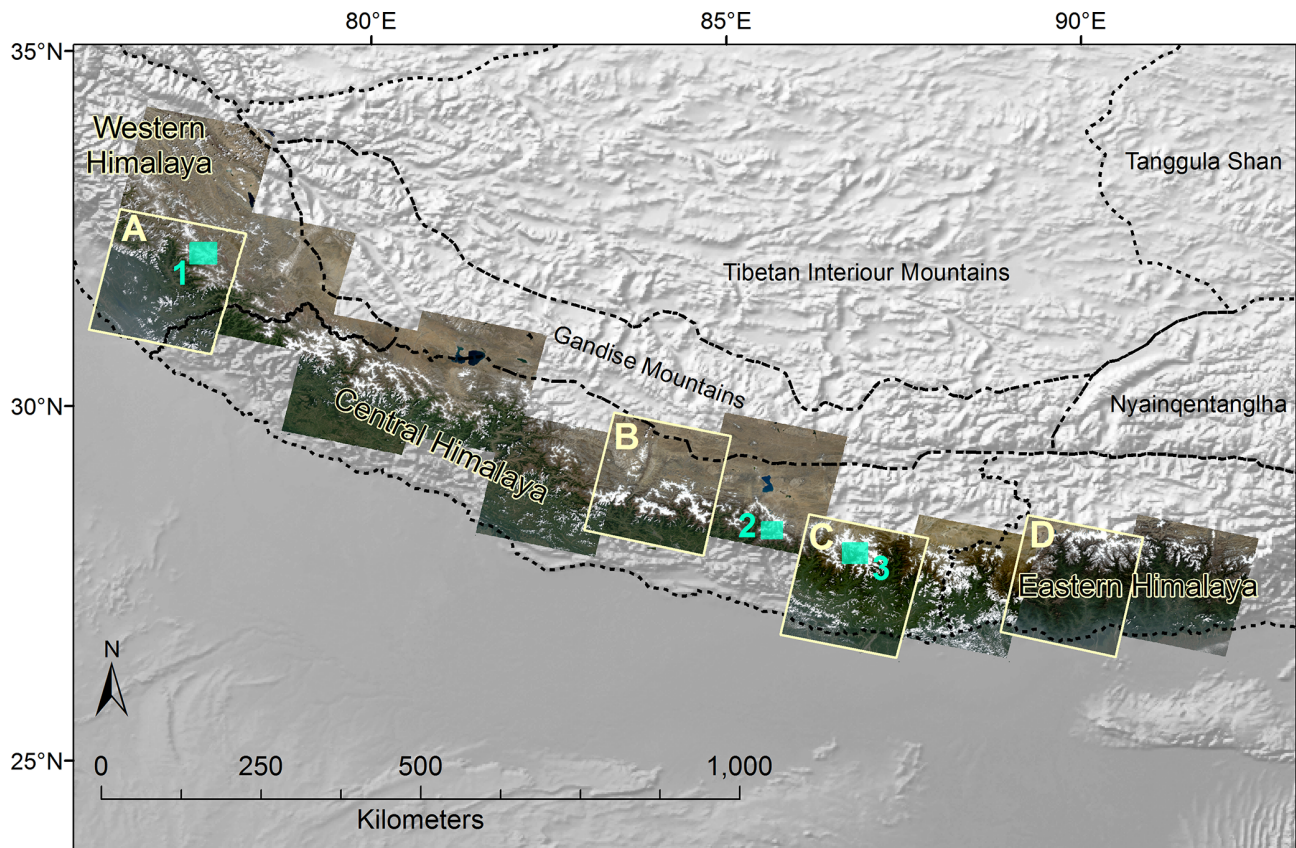 80°E 85°E 90°E
35°N
Western
Himalaya
Tanggula Shan
A
1
Tibetan Interiour Mountains
Gandise Mountains
30°N
Nyainqentanglha
Central Himalaya
B
2
C
3
D
Eastern Himalaya
N
25°N
0 250 500 1,000
Kilometers